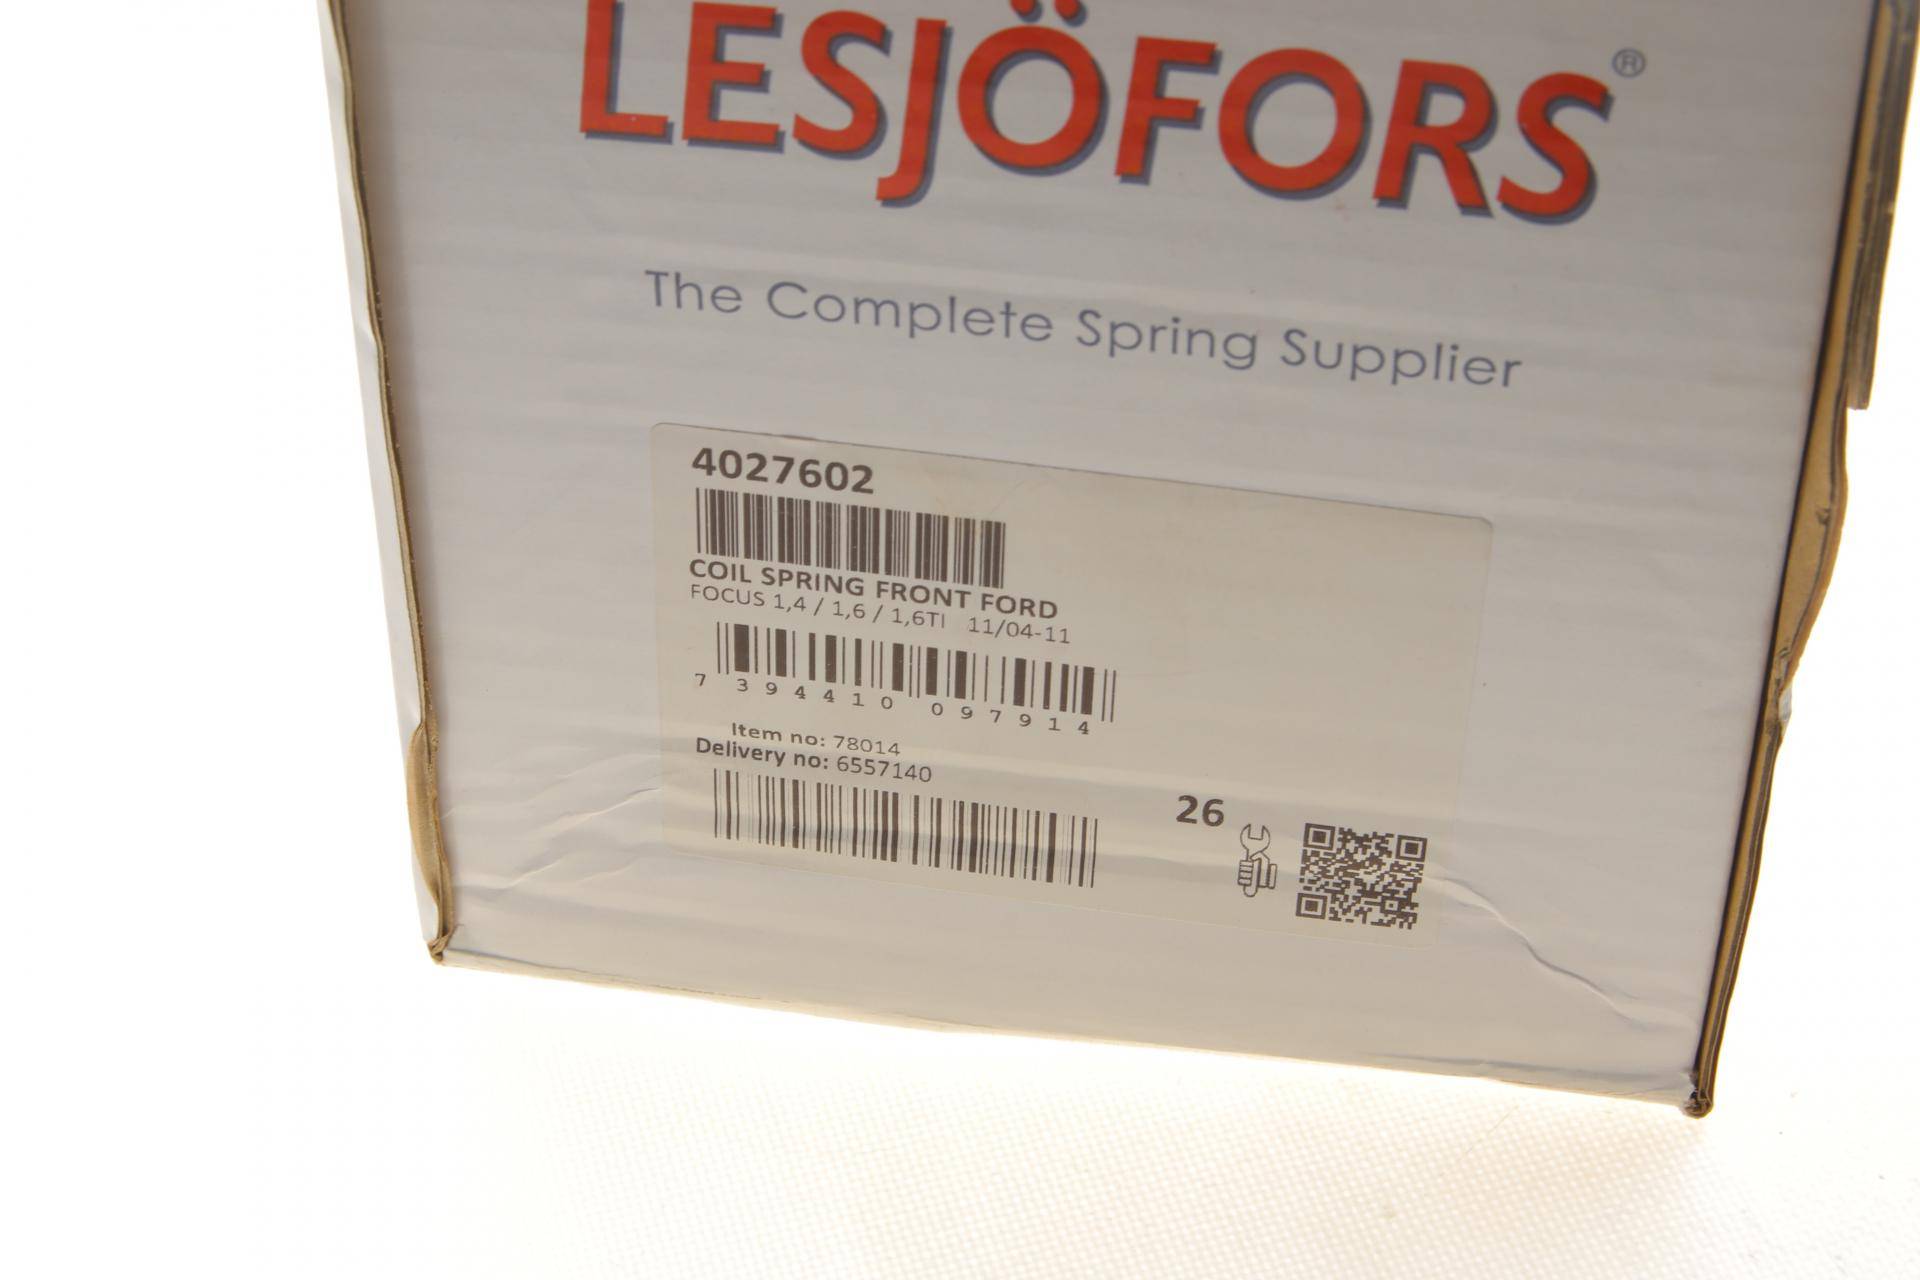 LESJÖFORS®
The Complete Spring Supplier
4027602
COIL SPRING FRONT FORD
FOCUS 1,4 / 1,6 / 1,6TI 11/04-11
7 394410 097914
Item no: 78014
Delivery no: 6557140
26